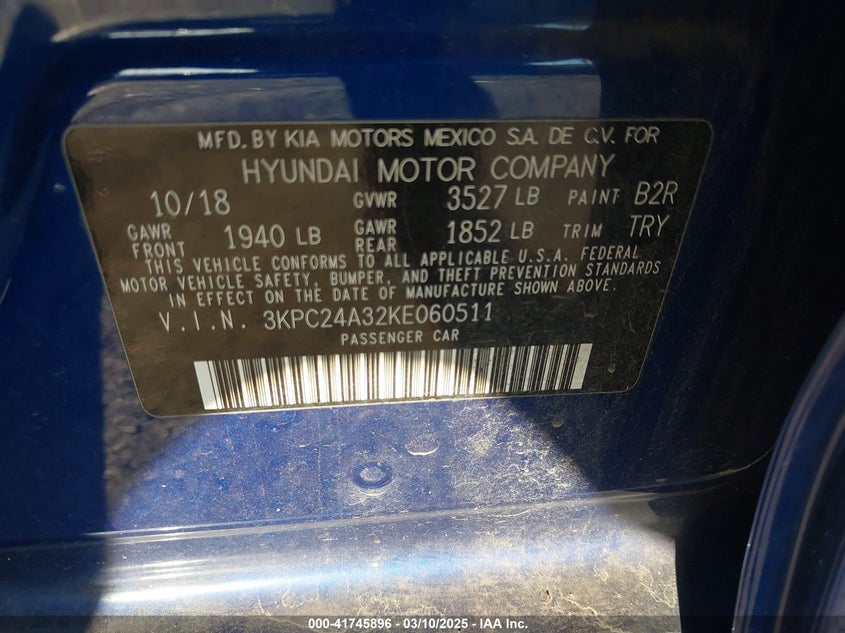 MFD. BY KIA MOTORS MEXICO S.A. DE C.V. FOR
HYUNDAI MOTOR COMPANY
10/18 GVWR 3527 LB PAINT B2R
GAWR FRONT 1940 LB GAWR REAR 1852 LB TRIM TRY
THIS VEHICLE CONFORMS TO ALL APPLICABLE U.S.A. FEDERAL
MOTOR VEHICLE SAFETY, BUMPER, AND THEFT PREVENTION STANDARDS
IN EFFECT ON THE DATE OF MANUFACTURE SHOWN ABOVE.
V.I.N. 3KPC24A32KE060511
PASSENGER CAR
000-41745896 - 03/10/2025 - IAA Inc.